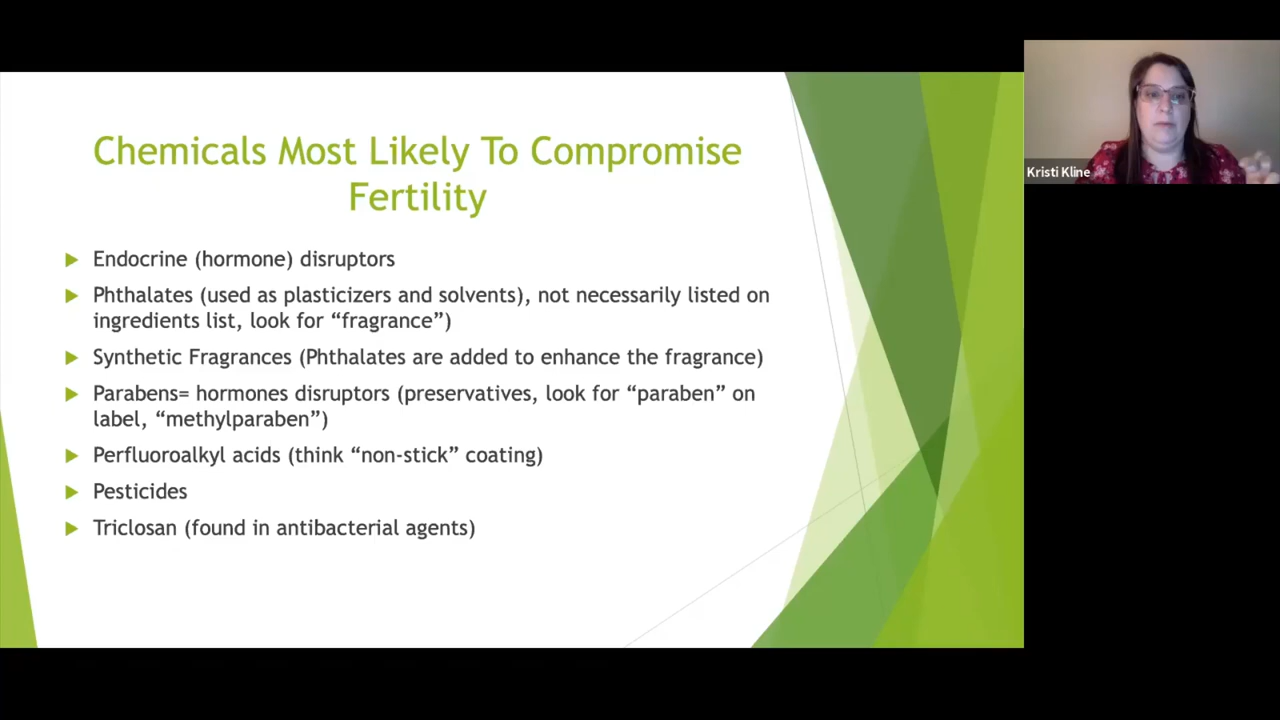 Chemicals Most Likely To Compromise
Fertility
Endocrine (hormone) disruptors
Phthalates (used as plasticizers and solvents), not necessarily listed on
ingredients list, look for “fragrance”)
Synthetic Fragrances (Phthalates are added to enhance the fragrance)
Parabens= hormones disruptors (preservatives, look for “paraben” on
label, “methylparaben”)
Perfluoroalkyl acids (think “non-stick” coating)
Pesticides
Triclosan (found in antibacterial agents)
Kristi Kline